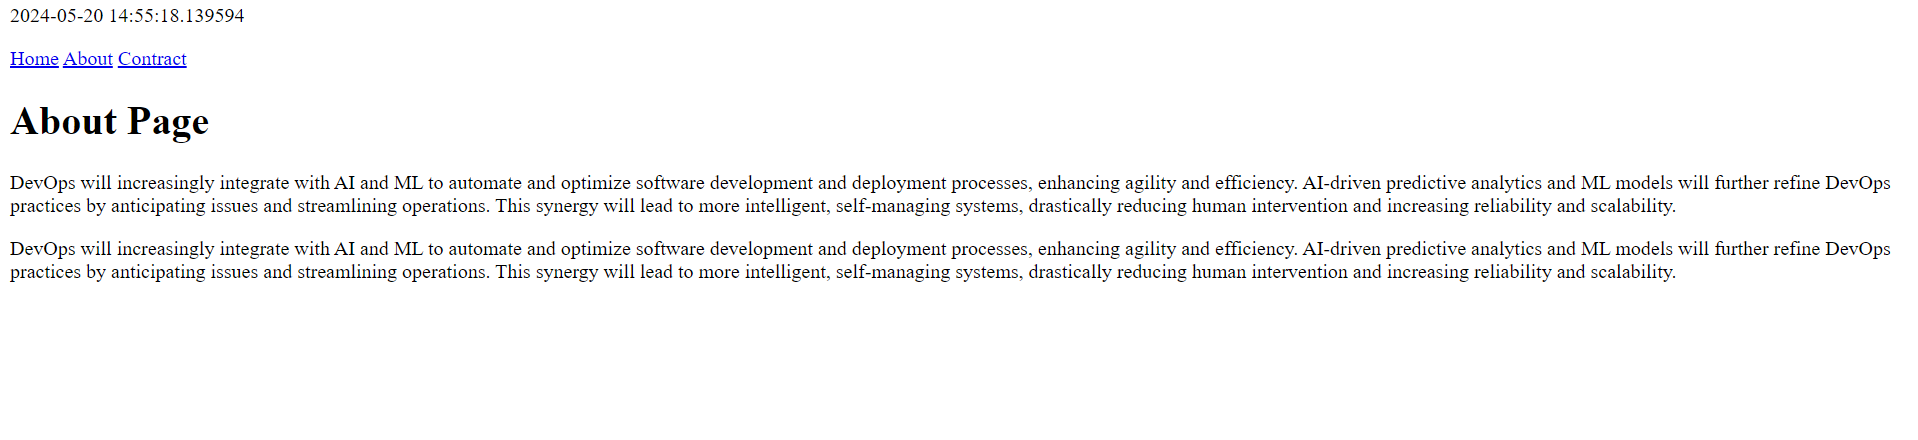 2024-05-20 14:55:18.139594
Home About Contract
About Page
DevOps will increasingly integrate with AI and ML to automate and optimize software development and deployment processes, enhancing agility and efficiency. AI-driven predictive analytics and ML models will further refine DevOps
practices by anticipating issues and streamlining operations. This synergy will lead to more intelligent, self-managing systems, drastically reducing human intervention and increasing reliability and scalability.
DevOps will increasingly integrate with AI and ML to automate and optimize software development and deployment processes, enhancing agility and efficiency. AI-driven predictive analytics and ML models will further refine DevOps
practices by anticipating issues and streamlining operations. This synergy will lead to more intelligent, self-managing systems, drastically reducing human intervention and increasing reliability and scalability.